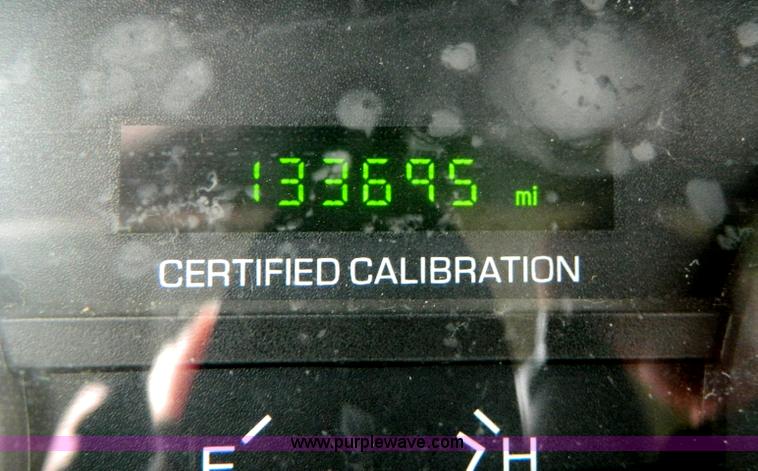 133695 mi
CERTIFIED CALIBRATION
F H
www.purplewave.com